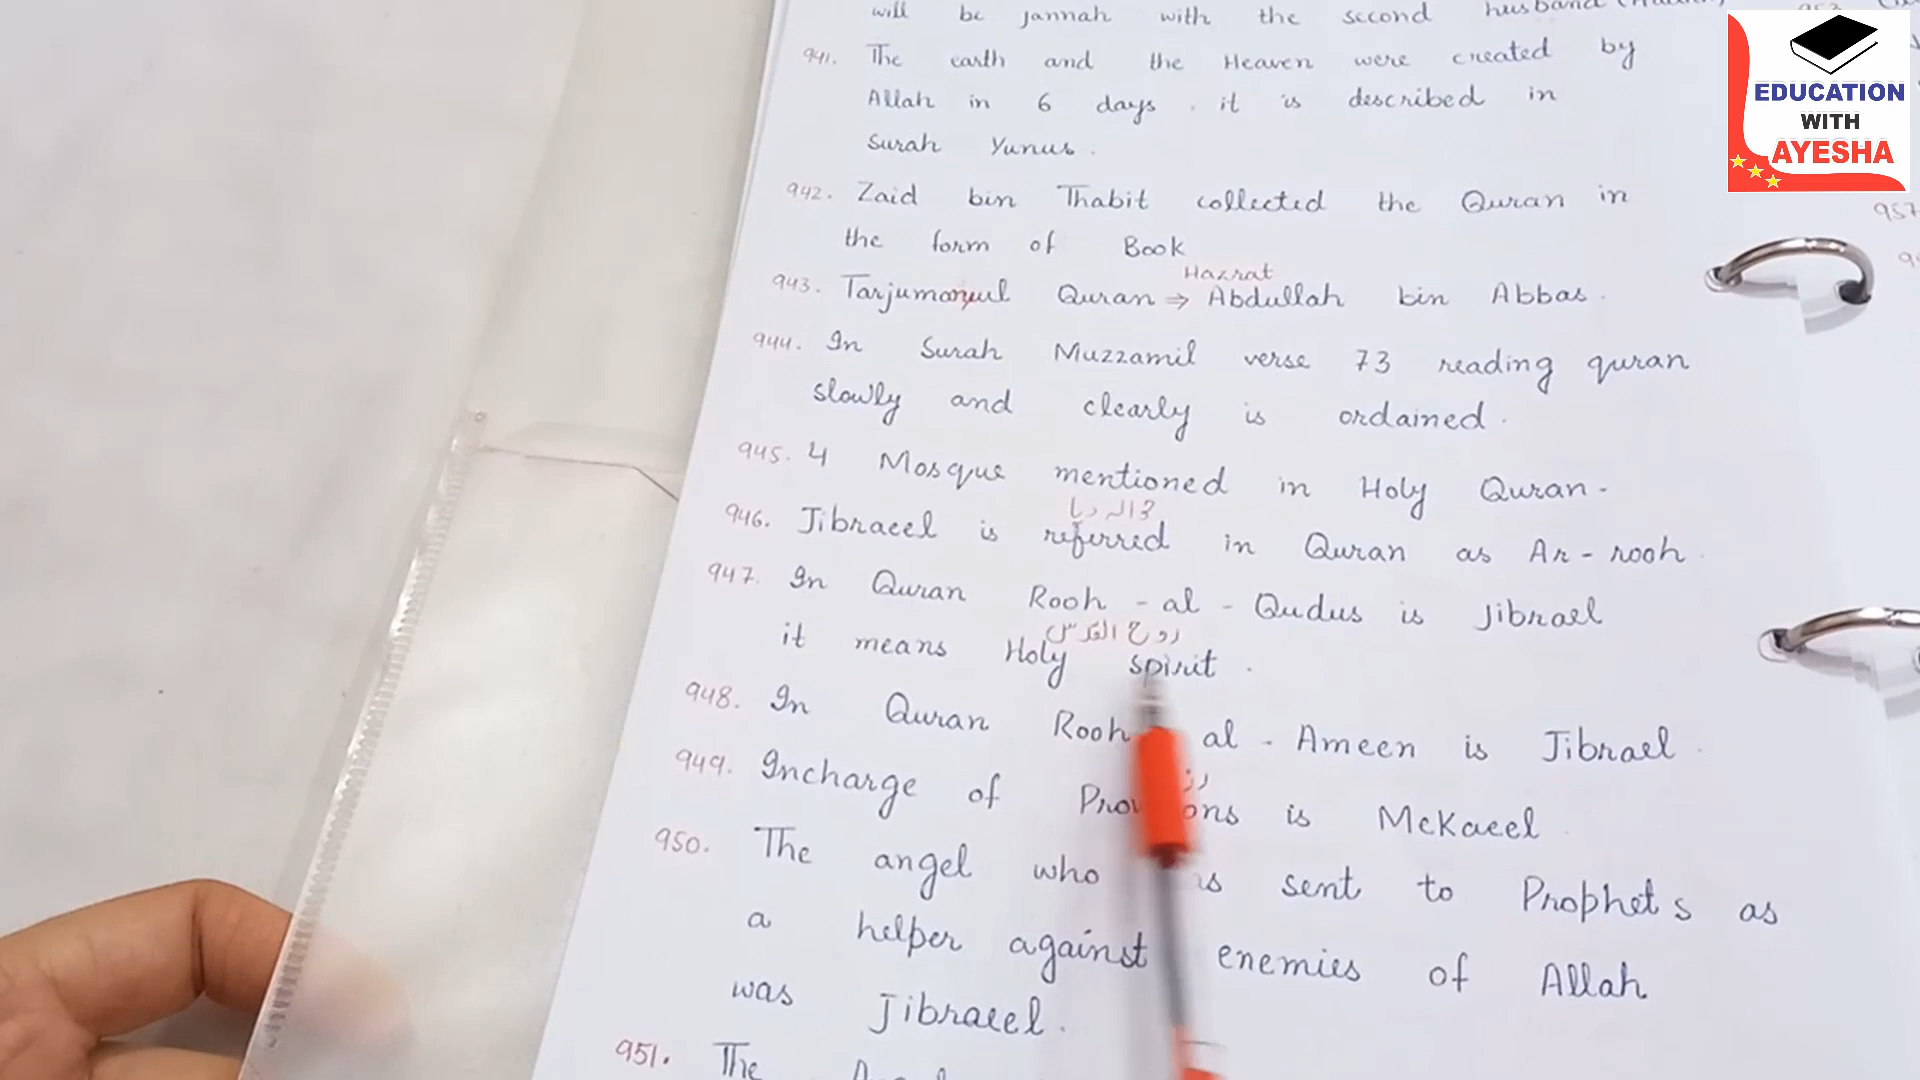 will be jannah with the second husband
941. The earth and the Heaven were created by
Allah in 6 days. it is described in
Surah Yunus.
942. Zaid bin Thabit collected the Quran in
the form of Book
Hazrat
943. Tarjumanul Quran ⇒ Abdullah bin Abbas.
944. In Surah Muzzamil verse 73 reading quran
slowly and clearly is ordained.
945. 4 Mosque mentioned in Holy Quran-
حوالہ دیا
946. Jibraeel is referred in Quran as Ar-rooh.
947. In Quran Rooh-al-Qudus is Jibrael
روح القدس
it means Holy spirit.
948. In Quran Rooh al-Ameen is Jibrael.
949. Incharge of is McKaeel
950. The angel who sent to Prophets as
a helper against enemies of Allah
was Jibraeel.
951. The
EDUCATION
WITH
AYESHA
957